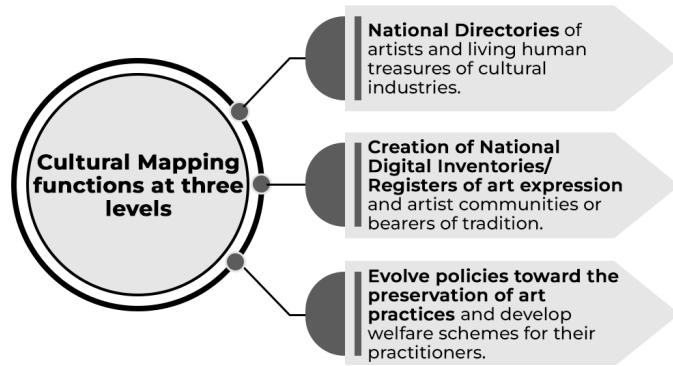 Cultural Mapping
functions at three
levels
National Directories of
artists and living human
treasures of cultural
industries.
Creation of National
Digital Inventories/
Registers of art expression
and artist communities or
bearers of tradition.
Evolve policies toward the
preservation of art
practices and develop
welfare schemes for their
practitioners.